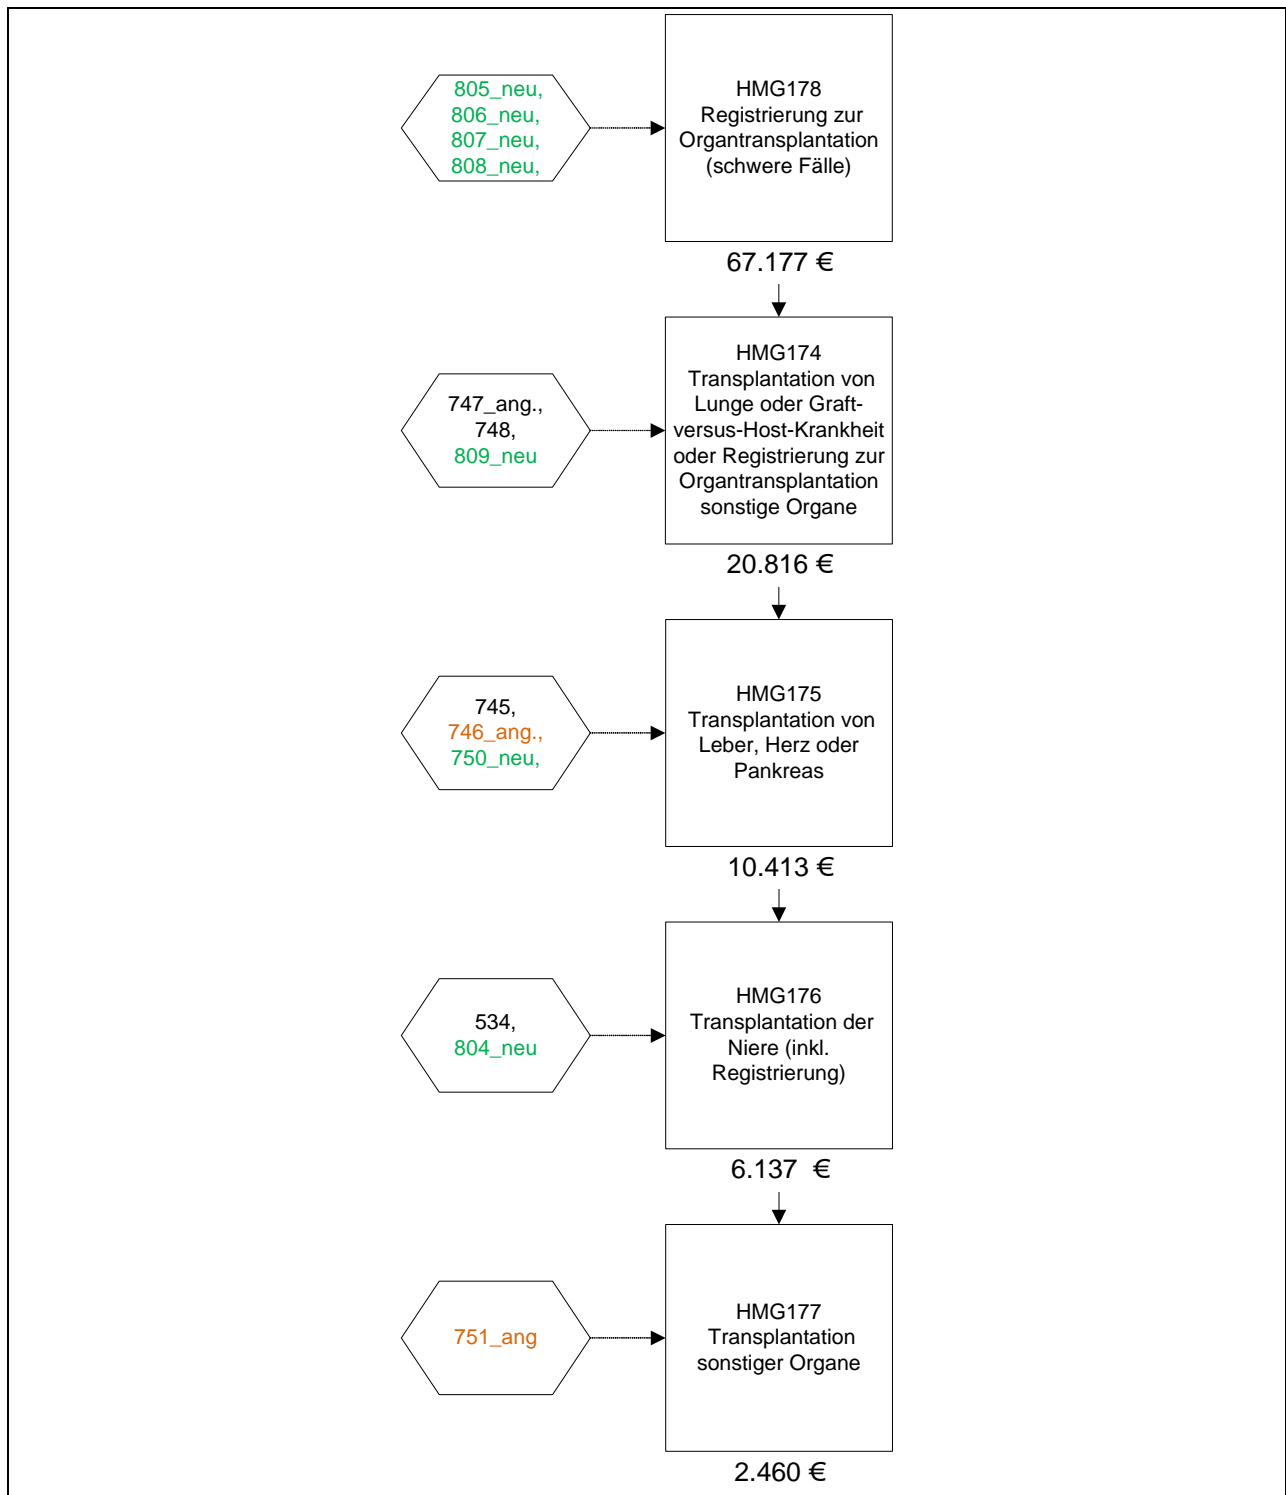 805_neu,
806_neu,
807_neu,
808_neu,
HMG178
Registrierung zur
Organtransplantation
(schwere Fälle)
67.177 €
747_ang.,
748,
809_neu
HMG174
Transplantation von
Lunge oder Graft-
versus-Host-Krankheit
oder Registrierung zur
Organtransplantation
sonstige Organe
20.816 €
745,
746_ang.,
750_neu,
HMG175
Transplantation von
Leber, Herz oder
Pankreas
10.413 €
534,
804_neu
HMG176
Transplantation der
Niere (inkl.
Registrierung)
6.137 €
751_ang
HMG177
Transplantation
sonstiger Organe
2.460 €